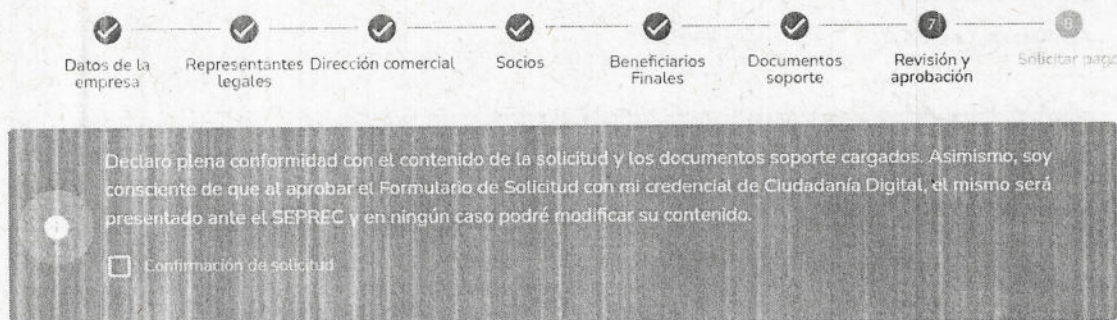 7
8
Datos de la empresa
Representantes legales
Dirección comercial
Socios
Beneficiarios Finales
Documentos soporte
Revisión y aprobación
Solicitar pago
Declaro plena conformidad con el contenido de la solicitud y los documentos soporte cargados. Asimismo, soy
consciente de que al aprobar el Formulario de Solicitud con mi credencial de Ciudadanía Digital, el mismo será
presentado ante el SEPREC y en ningún caso podré modificar su contenido.
Confirmación de solicitud